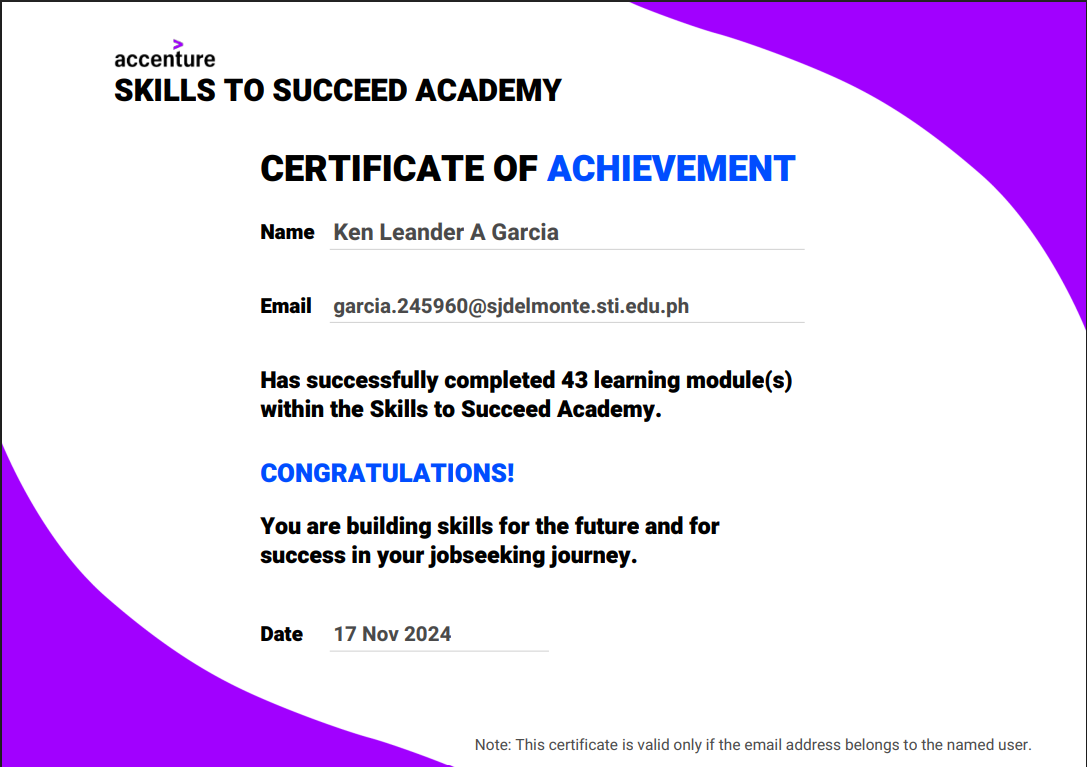 accenture
SKILLS TO SUCCEED ACADEMY
CERTIFICATE OF ACHIEVEMENT
Name Ken Leander A Garcia
Email garcia.245960@sjdelmonte.sti.edu.ph
Has successfully completed 43 learning module(s)
within the Skills to Succeed Academy.
CONGRATULATIONS!
You are building skills for the future and for
success in your jobseeking journey.
Date 17 Nov 2024
Note: This certificate is valid only if the email address belongs to the named user.